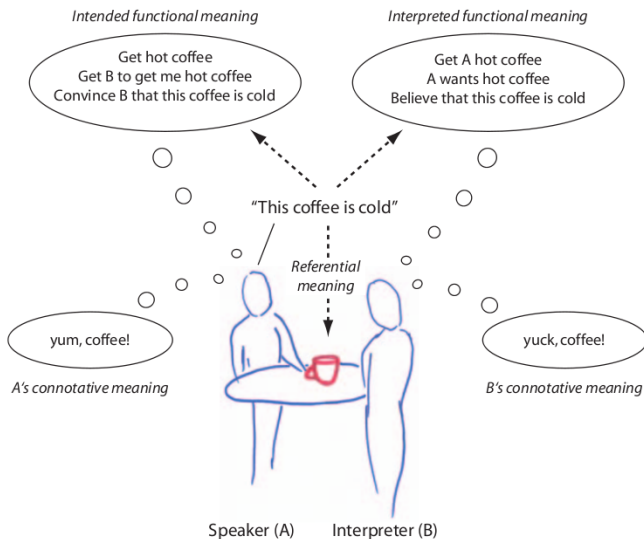 Intended functional meaning
Get hot coffee
Get B to get me hot coffee
Convince B that this coffee is cold
Interpreted functional meaning
Get A hot coffee
A wants hot coffee
Believe that this coffee is cold
“This coffee is cold”
Referential
meaning
yum, coffee!
A’s connotative meaning
yuck, coffee!
B’s connotative meaning
Speaker (A)
Interpreter (B)